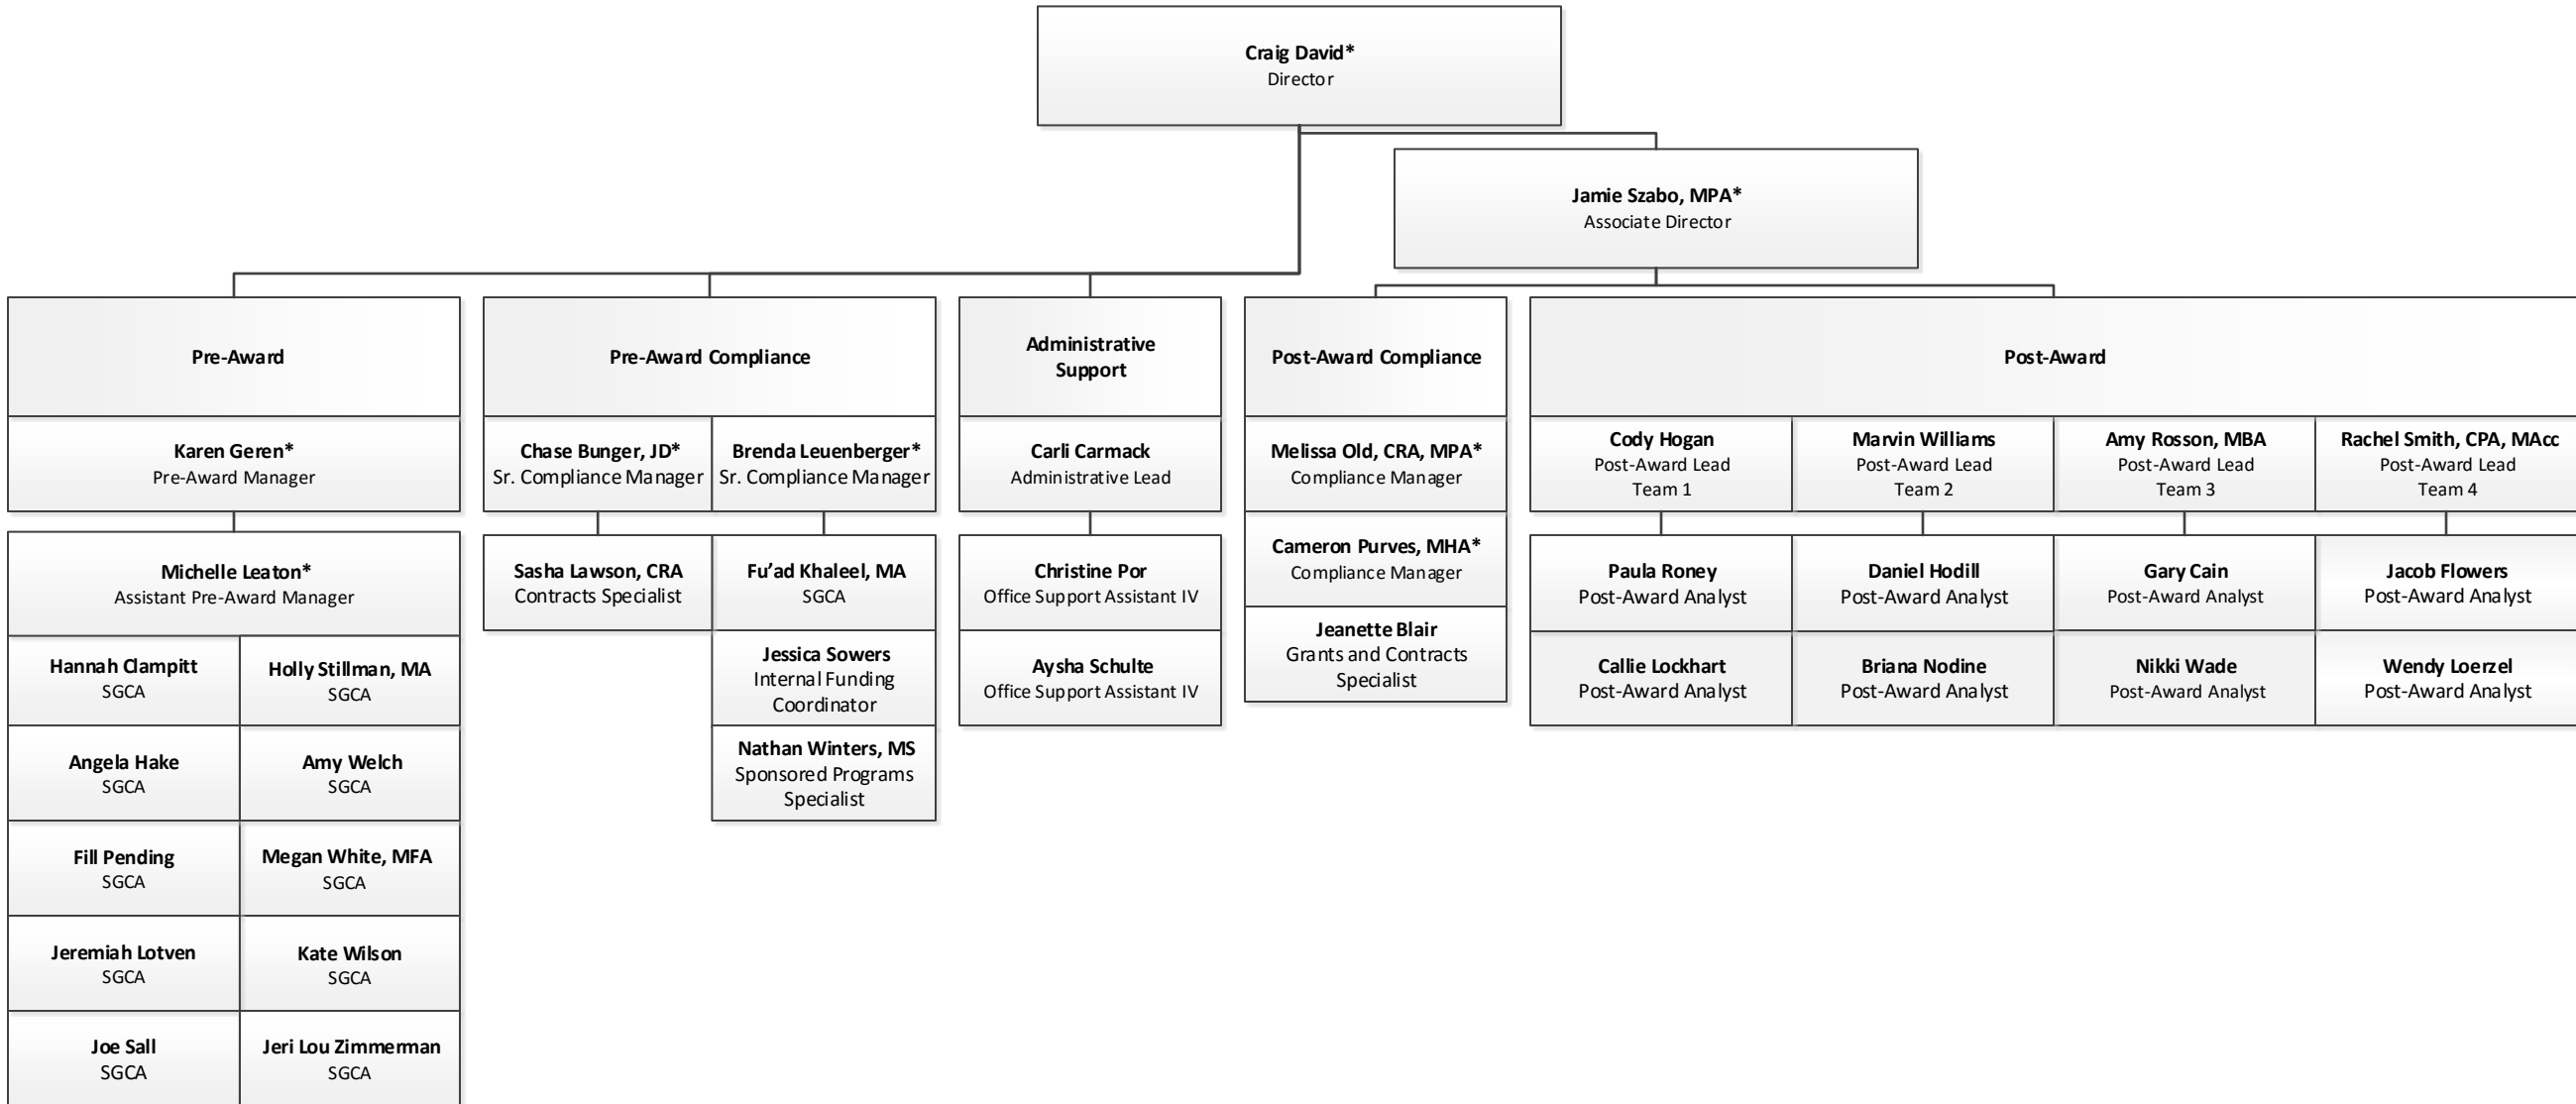 Craig David*
Director
Jamie Szabo, MPA*
Associate Director
Pre-Award
Karen Geren*
Pre-Award Manager
Michelle Leaton*
Assistant Pre-Award Manager
Hannah Clampitt
SGCA
Holly Stillman, MA
SGCA
Angela Hake
SGCA
Amy Welch
SGCA
Fill Pending
SGCA
Megan White, MFA
SGCA
Jeremiah Lotven
SGCA
Kate Wilson
SGCA
Joe Sall
SGCA
Jeri Lou Zimmerman
SGCA
Pre-Award Compliance
Chase Bunger, JD*
Sr. Compliance Manager
Brenda Leuenberger*
Sr. Compliance Manager
Sasha Lawson, CRA
Contracts Specialist
Fu’ad Khaleel, MA
SGCA
Jessica Sowers
Internal Funding
Coordinator
Nathan Winters, MS
Sponsored Programs
Specialist
Administrative
Support
Carli Carmack
Administrative Lead
Christine Por
Office Support Assistant IV
Aysha Schulte
Office Support Assistant IV
Post-Award Compliance
Melissa Old, CRA, MPA*
Compliance Manager
Cameron Purves, MHA*
Compliance Manager
Jeanette Blair
Grants and Contracts
Specialist
Post-Award
Cody Hogan
Post-Award Lead
Team 1
Marvin Williams
Post-Award Lead
Team 2
Amy Rosson, MBA
Post-Award Lead
Team 3
Rachel Smith, CPA, MAcc
Post-Award Lead
Team 4
Paula Roney
Post-Award Analyst
Daniel Hodill
Post-Award Analyst
Gary Cain
Post-Award Analyst
Jacob Flowers
Post-Award Analyst
Callie Lockhart
Post-Award Analyst
Briana Nodine
Post-Award Analyst
Nikki Wade
Post-Award Analyst
Wendy Loerzel
Post-Award Analyst